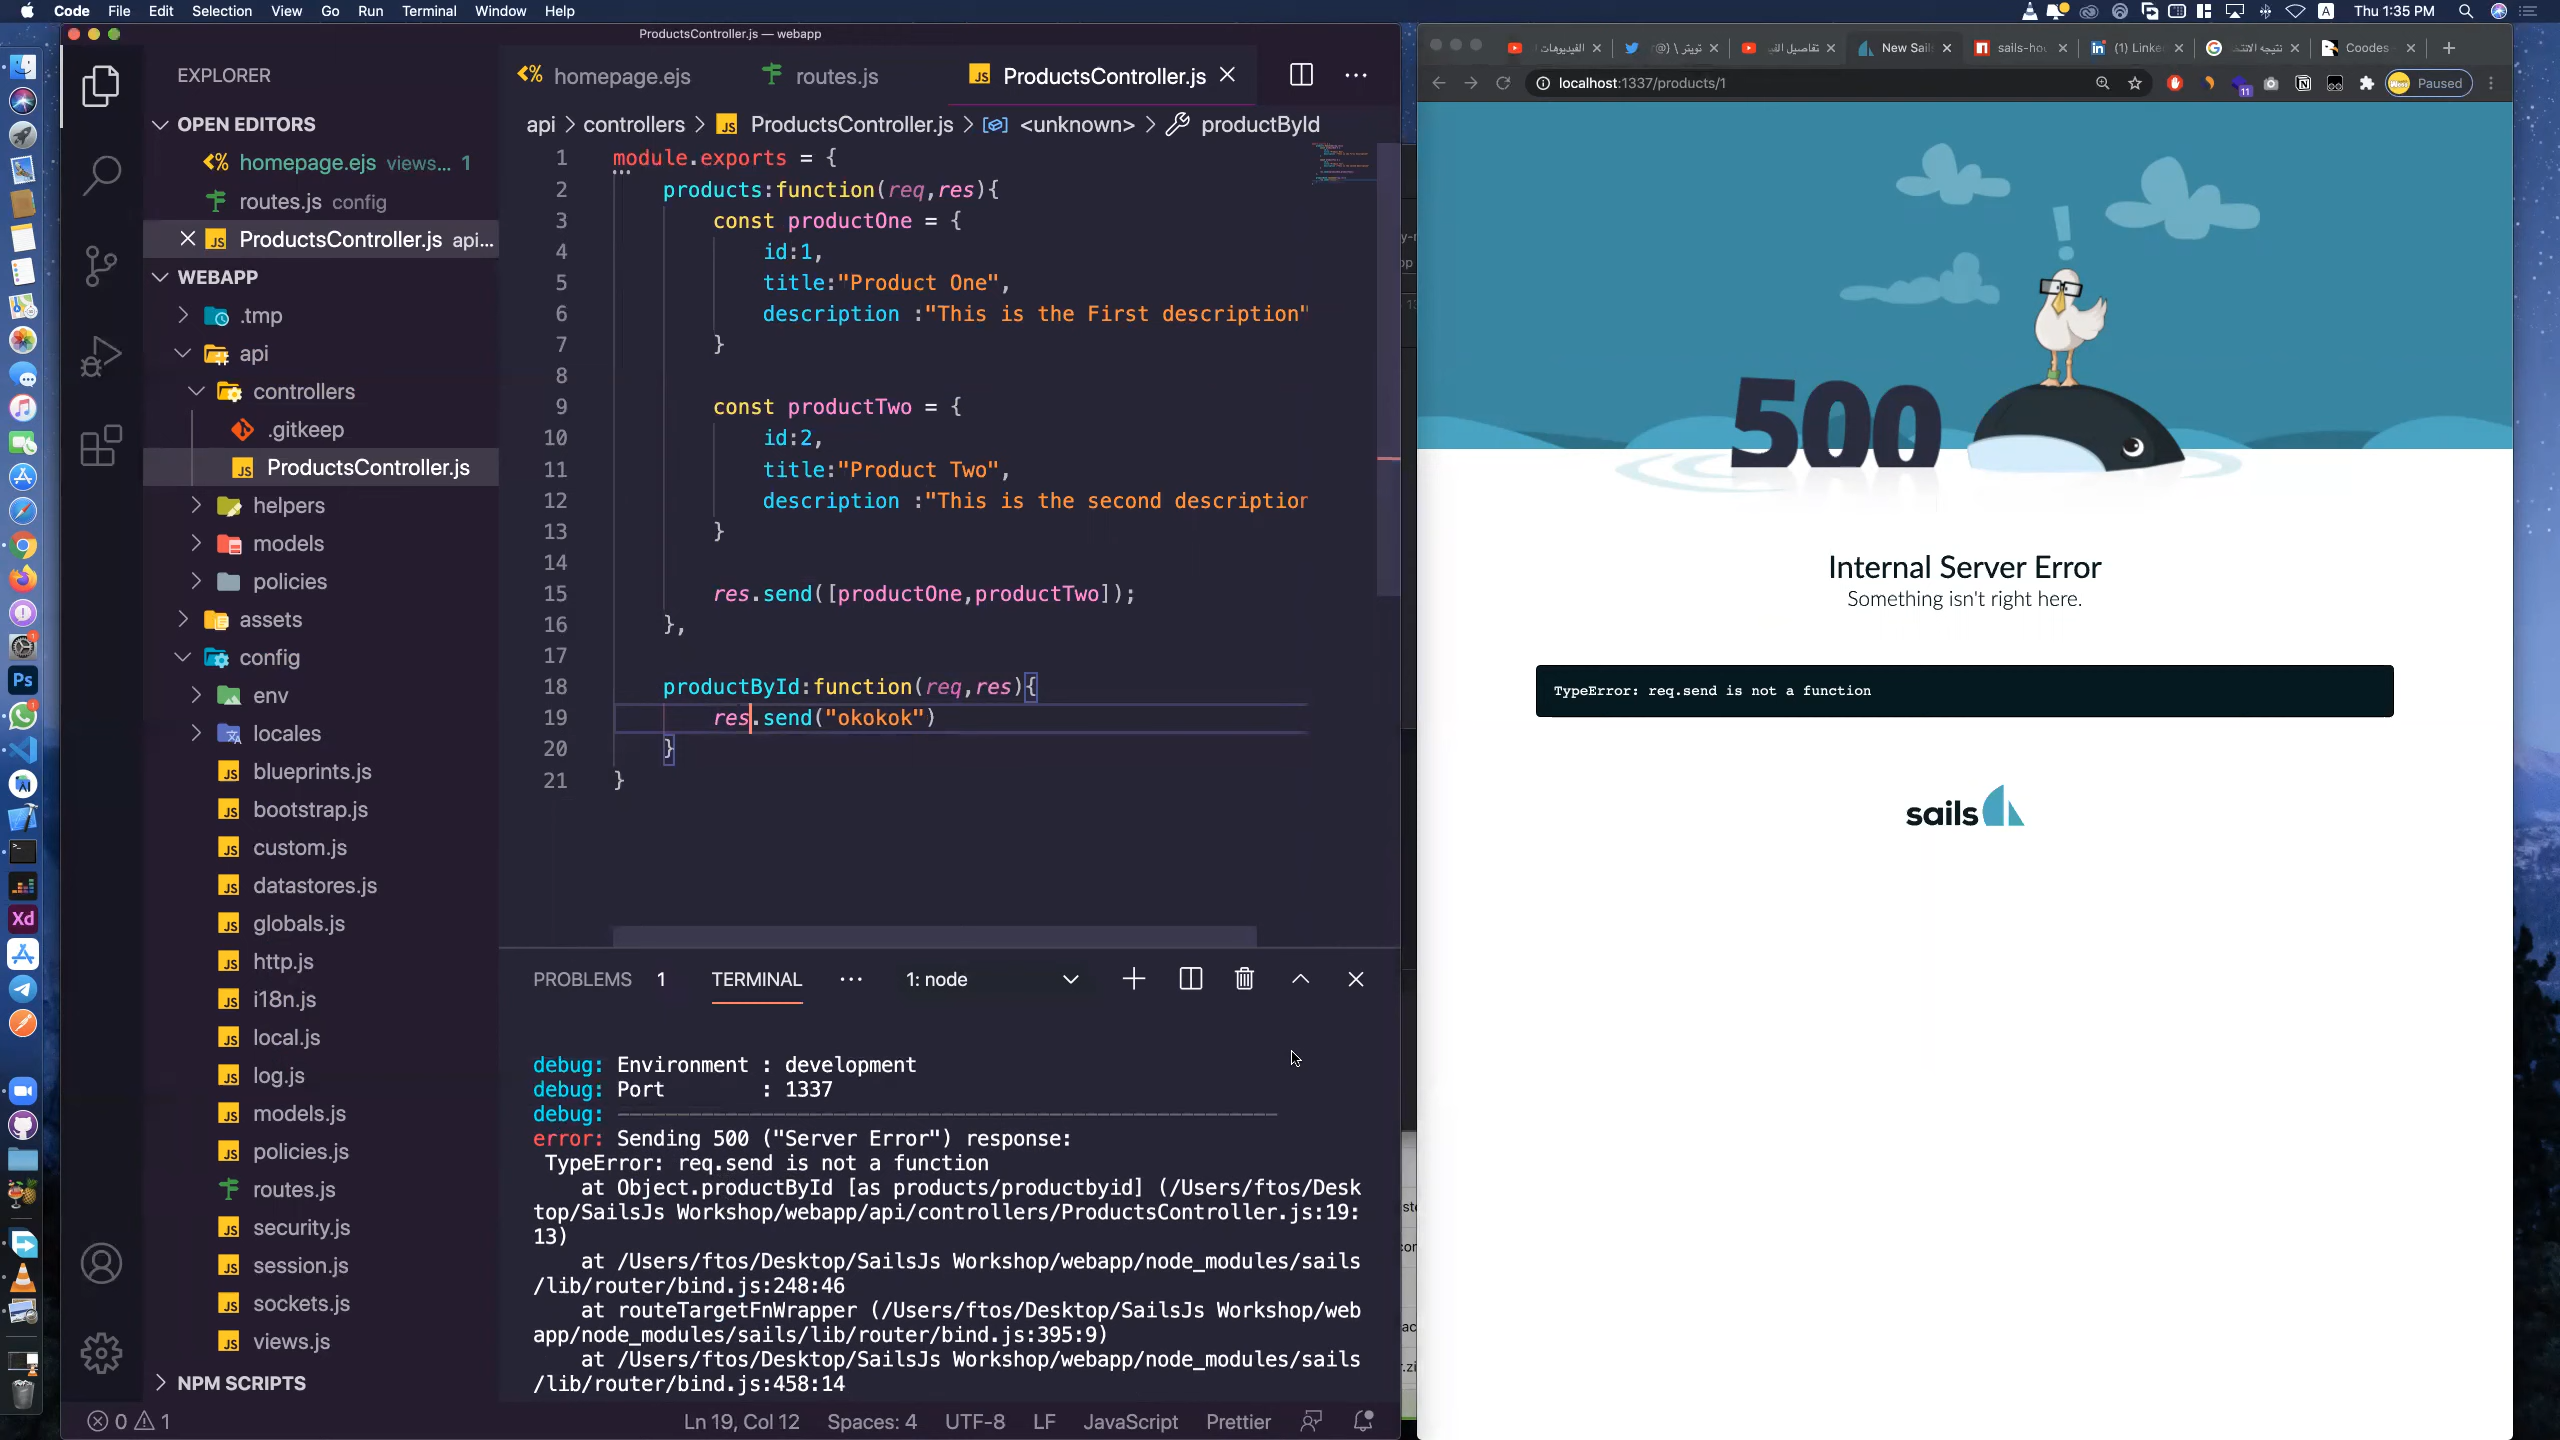 Code File Edit Selection View Go Run Terminal Window Help
A Thu 1:35 PM
ProductsController.js — webapp
EXPLORER
OPEN EDITORS
homepage.ejs views... 1
routes.js config
ProductsController.js api...
WEBAPP
.tmp
api
controllers
.gitkeep
ProductsController.js
helpers
models
policies
assets
config
env
locales
blueprints.js
bootstrap.js
custom.js
datastores.js
globals.js
http.js
i18n.js
local.js
log.js
models.js
policies.js
routes.js
security.js
session.js
sockets.js
views.js
NPM SCRIPTS
homepage.ejs routes.js ProductsController.js
api > controllers > ProductsController.js > <unknown> > productById
1 module.exports = {
2 products:function(req,res){
3 const productOne = {
4 id:1,
5 title:"Product One",
6 description :"This is the First description"
7 }
8
9 const productTwo = {
10 id:2,
11 title:"Product Two",
12 description :"This is the second description
13 }
14
15 res.send([productOne,productTwo]);
16 },
17
18 productById:function(req,res){
19 res.send("okokok")
20 }
21 }
PROBLEMS 1 TERMINAL ... 1: node
debug: Environment : development
debug: Port : 1337
debug: -------------------------------------------------------
error: Sending 500 ("Server Error") response:
TypeError: req.send is not a function
at Object.productById [as products/productbyid] (/Users/ftos/Desk
top/SailsJs Workshop/webapp/api/controllers/ProductsController.js:19:
13)
at /Users/ftos/Desktop/SailsJs Workshop/webapp/node_modules/sails
/lib/router/bind.js:248:46
at routeTargetFnWrapper (/Users/ftos/Desktop/SailsJs Workshop/web
app/node_modules/sails/lib/router/bind.js:395:9)
at /Users/ftos/Desktop/SailsJs Workshop/webapp/node_modules/sails
/lib/router/bind.js:458:14
0 1 Ln 19, Col 12 Spaces: 4 UTF-8 LF JavaScript Prettier
Ps
Xd
الفيديوهات تويتر \ (@ تفاصيل New Sail sails-ho (1) Linke Coodes
localhost:1337/products/1
11
Paused
!
500
Internal Server Error
Something isn't right here.
TypeError: req.send is not a function
sails